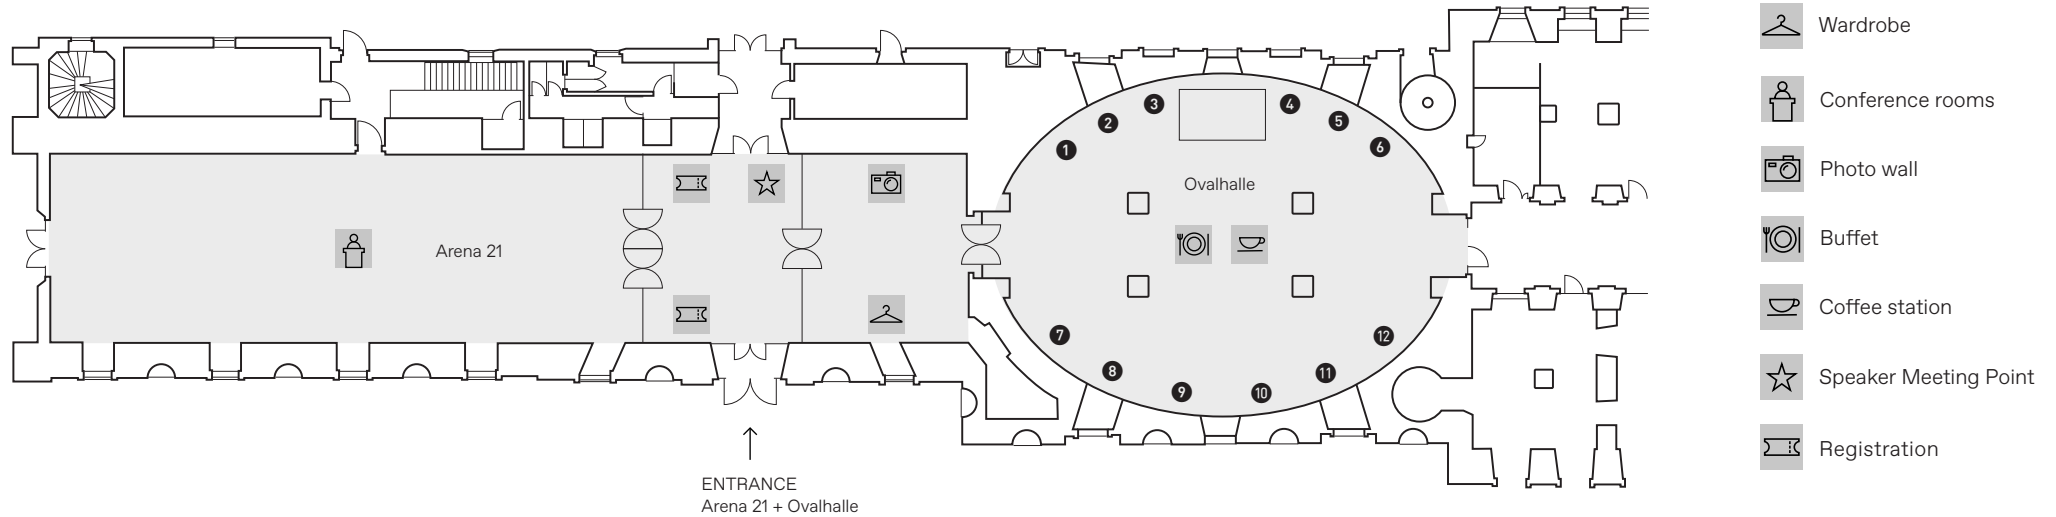 1
2
3
4
5
6
Ovalhalle
Arena 21
7
8
9
10
11
12
ENTRANCE
Arena 21 + Ovalhalle
Wardrobe
Conference rooms
Photo wall
Buffet
Coffee station
Speaker Meeting Point
Registration